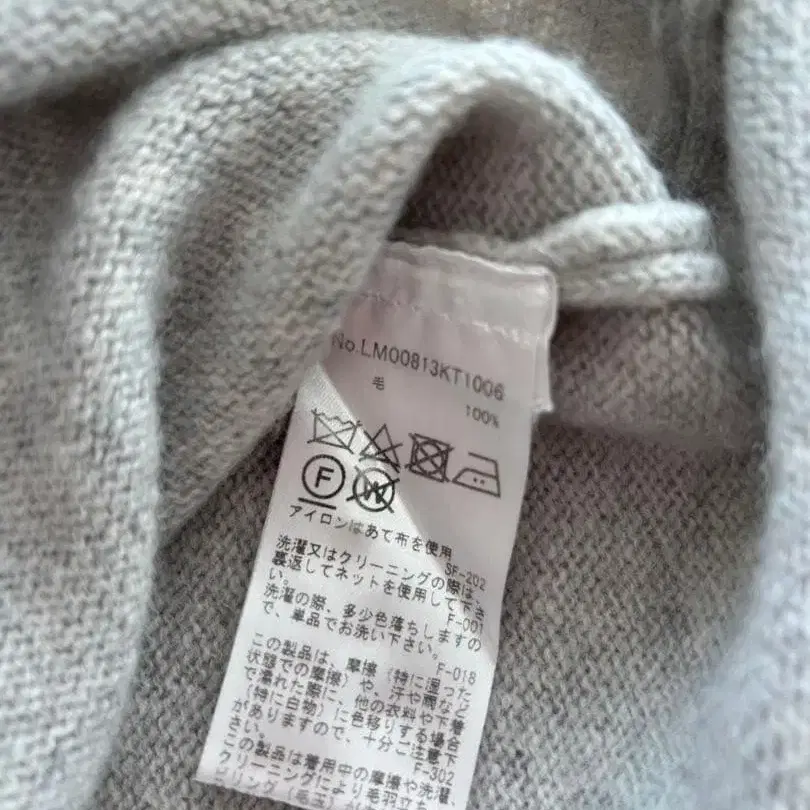 No.LM00813KT1006
毛 100%
F W
アイロンはあて布を使用
SF-202
洗濯又はクリーニングの際は、
裏返してネットを使用して下さ
い。 F-001
洗濯の際、多少色落ちしますの
で、単品でお洗い下さい。
F-018
この製品は、摩擦(特に湿った
状態での摩擦)や、汗や雨など
で濡れた際に、他の衣料や下着
(特に白物)に色移りする場合
がありますので、十分ご注意下
さい。 F-302
この製品は着用中の摩擦や洗濯、
クリーニングにより毛羽立ち
ピリング(毛玉)